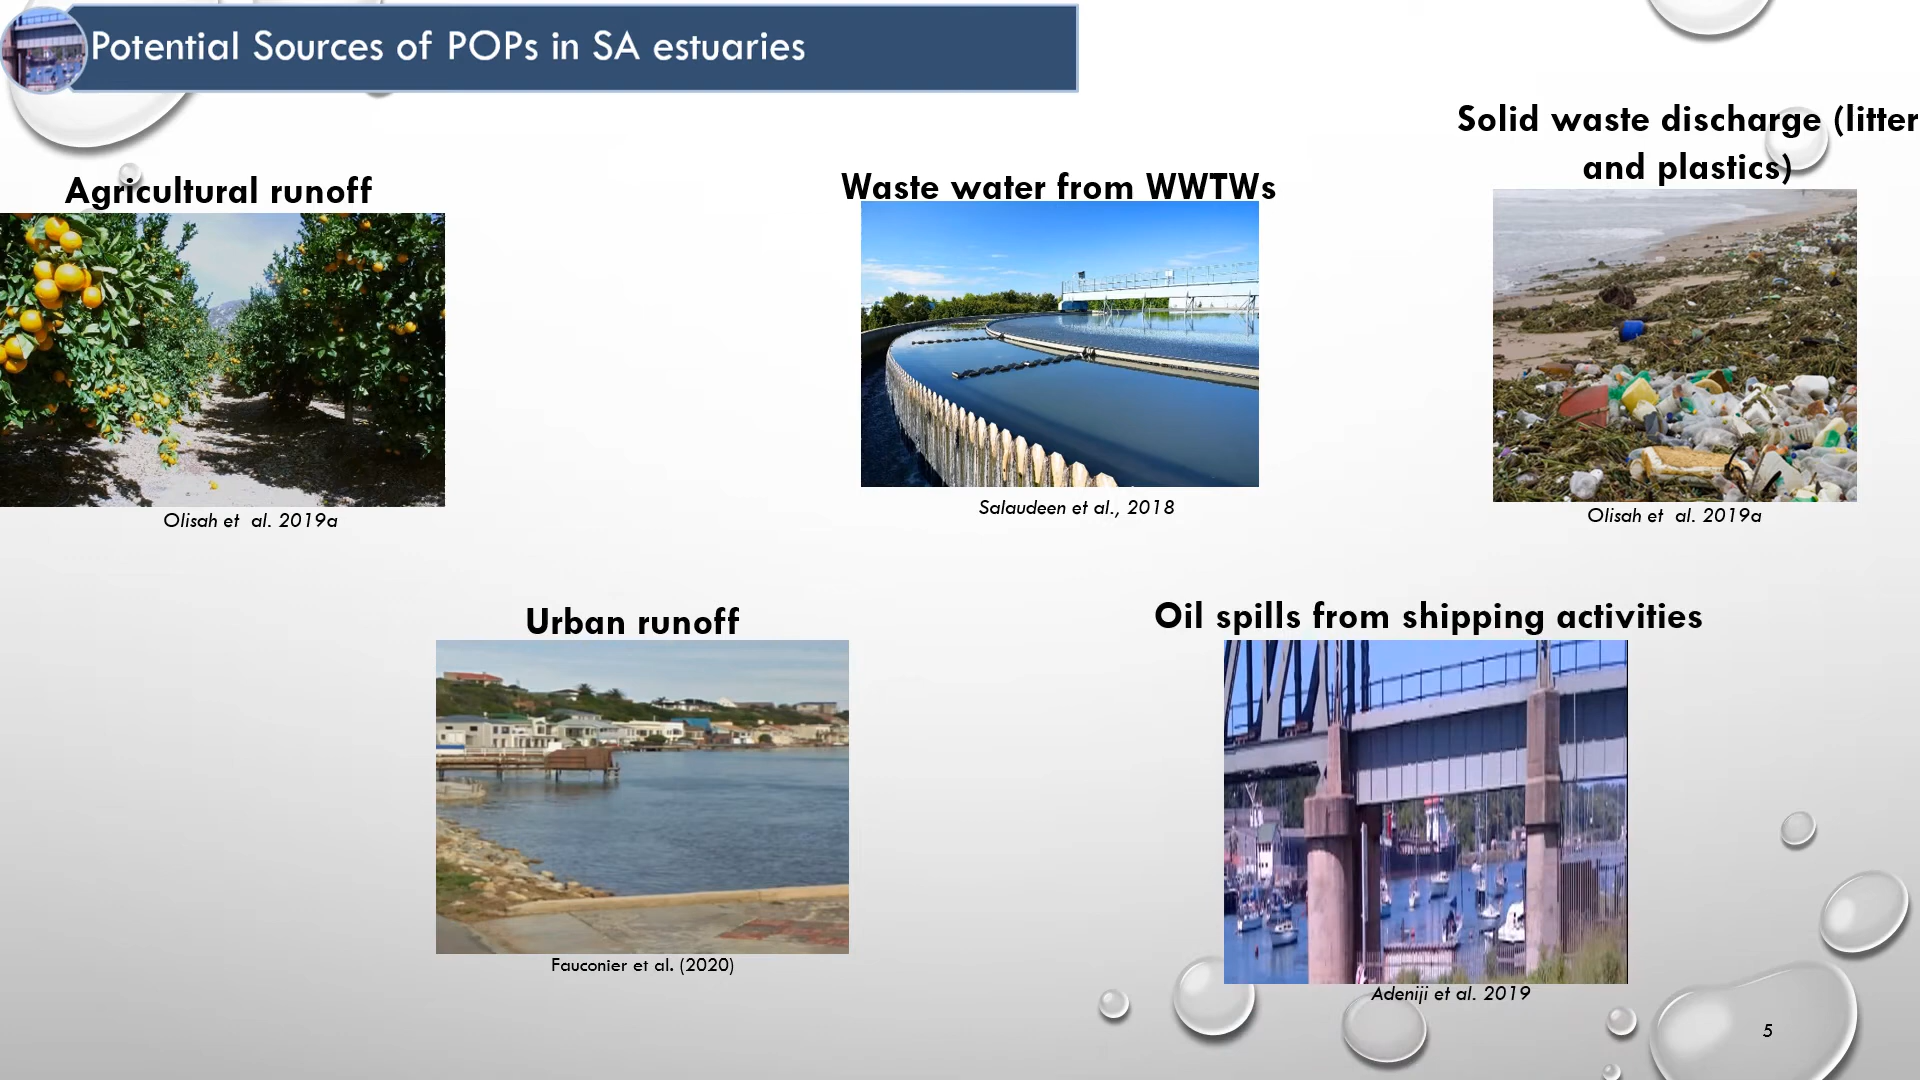 Potential Sources of POPs in SA estuaries
Agricultural runoff
Olisah et  al. 2019a
Waste water from WWTWs
Salaudeen et al., 2018
Solid waste discharge (litter
and plastics)
Olisah et  al. 2019a
Urban runoff
Fauconier et al. (2020)
Oil spills from shipping activities
Adeniji et al. 2019
5